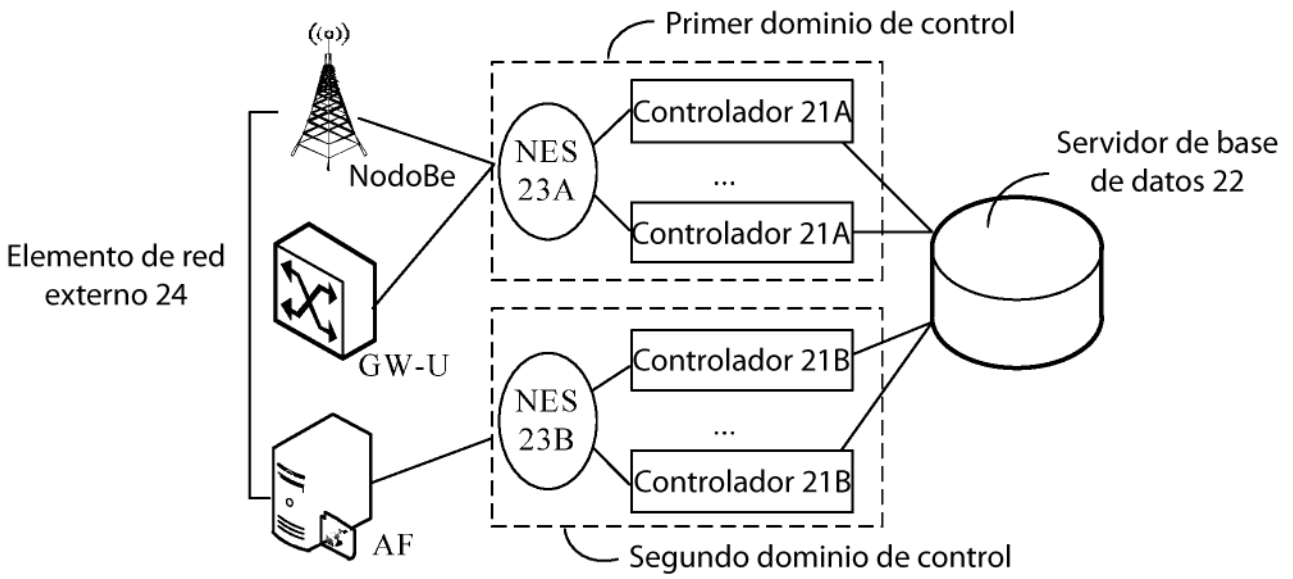 Primer dominio de control
((o))
NodoBe
NES
23A
Controlador 21A
...
Controlador 21A
Servidor de base
de datos 22
Elemento de red
externo 24
GW-U
NES
23B
Controlador 21B
...
Controlador 21B
AF
Segundo dominio de control